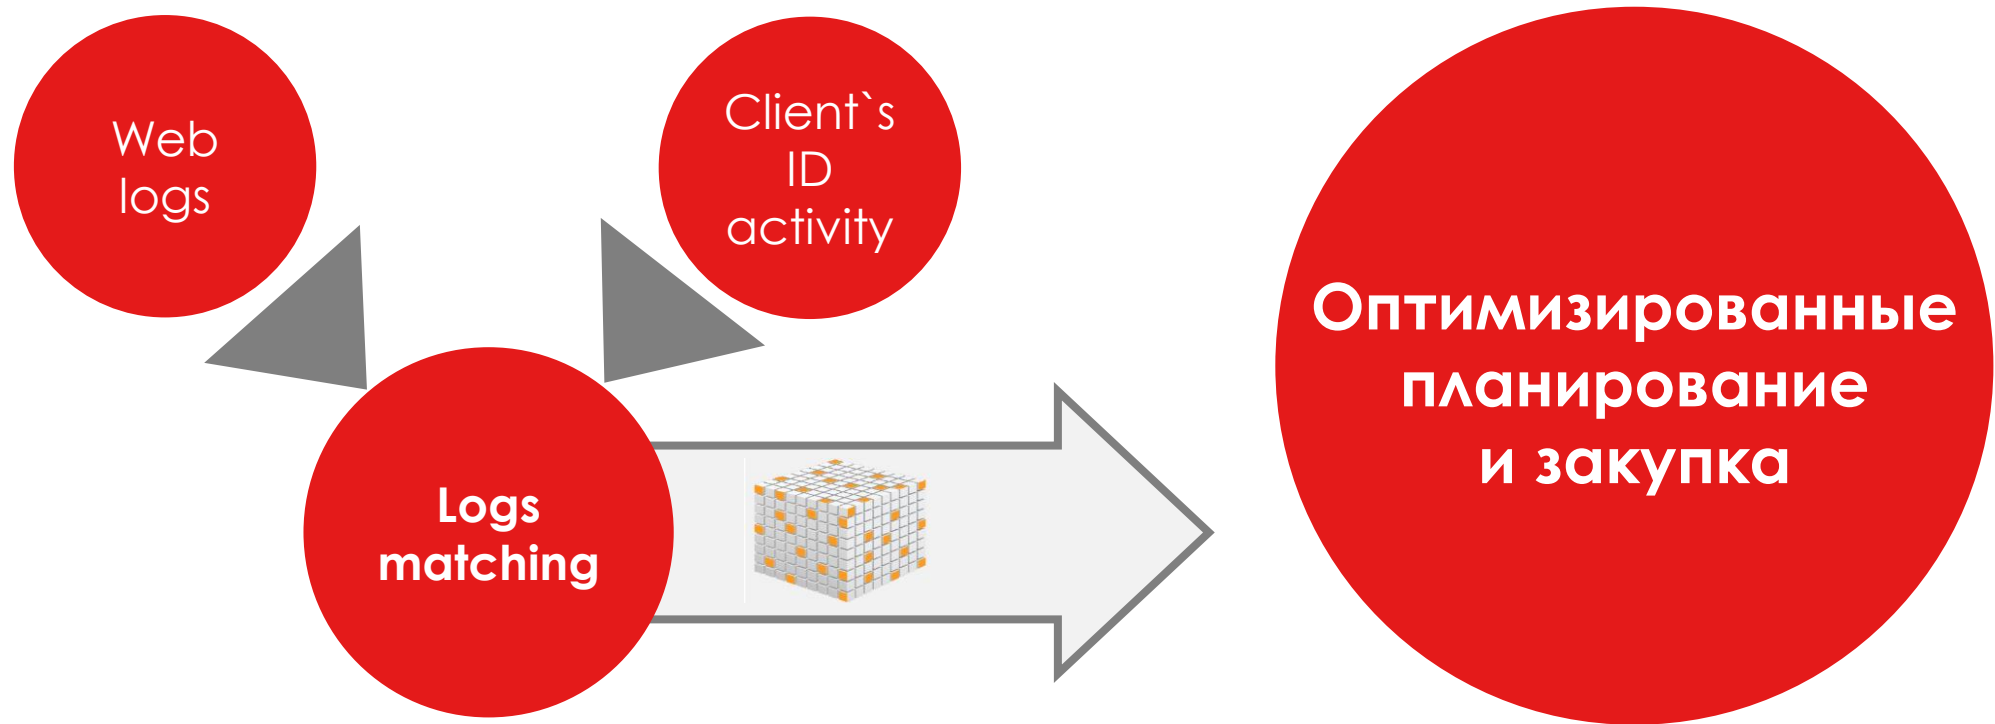 Web
logs
Client`s
ID
activity
Logs
matching
Оптимизированные
планирование
и закупка